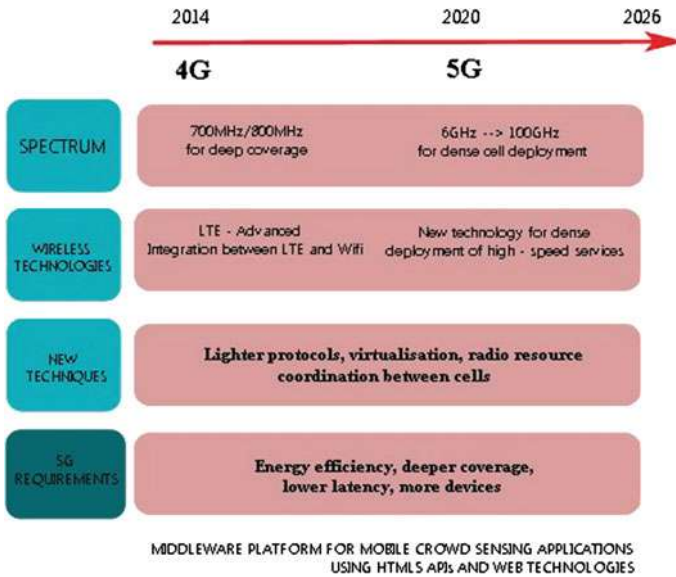 2014 2020 2026
4G 5G
SPECTRUM
700MHz/800MHz
for deep coverage
6GHz --> 100GHz
for dense cell deployment
WIRELESS
TECHNOLOGIES
LTE - Advanced
Integration between LTE and Wifi
New technology for dense
deployment of high - speed services
NEW
TECHNIQUES
Lighter protocols, virtualisation, radio resource
coordination between cells
5G
REQUIREMENTS
Energy efficiency, deeper coverage,
lower latency, more devices
MIDDLEWARE PLATFORM FOR MOBILE CROWD SENSING APPLICATIONS
USING HTML5 APIs AND WEB TECHNOLOGIES